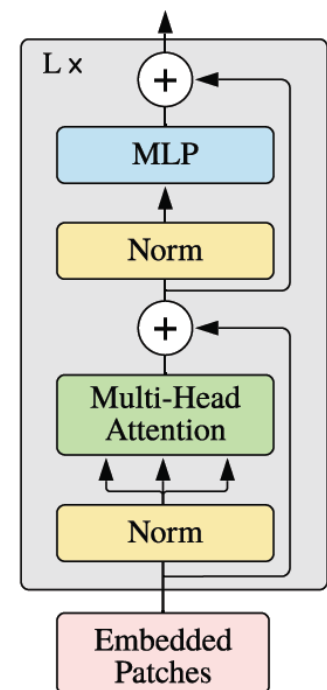 L ×
+
MLP
Norm
+
Multi-Head
Attention
Norm
Embedded
Patches